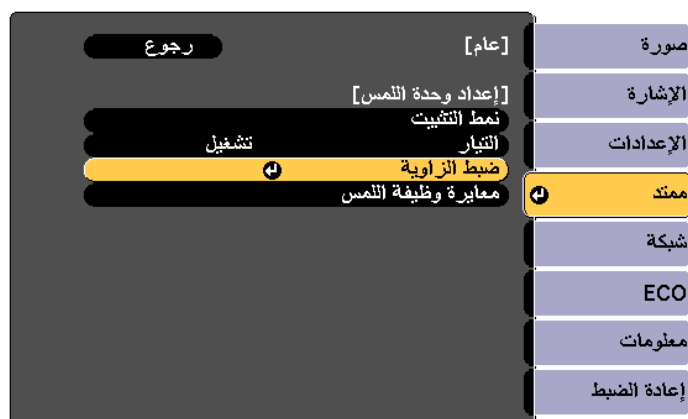 [عام] رجوع
[إعداد وحدة اللمس]
نمط التثبيت
التيار تشغيل
ضبط الزاوية
معايرة وظيفة اللمس
صورة
الإشارة
الإعدادات
ممتد
شبكة
ECO
معلومات
إعادة الضبط